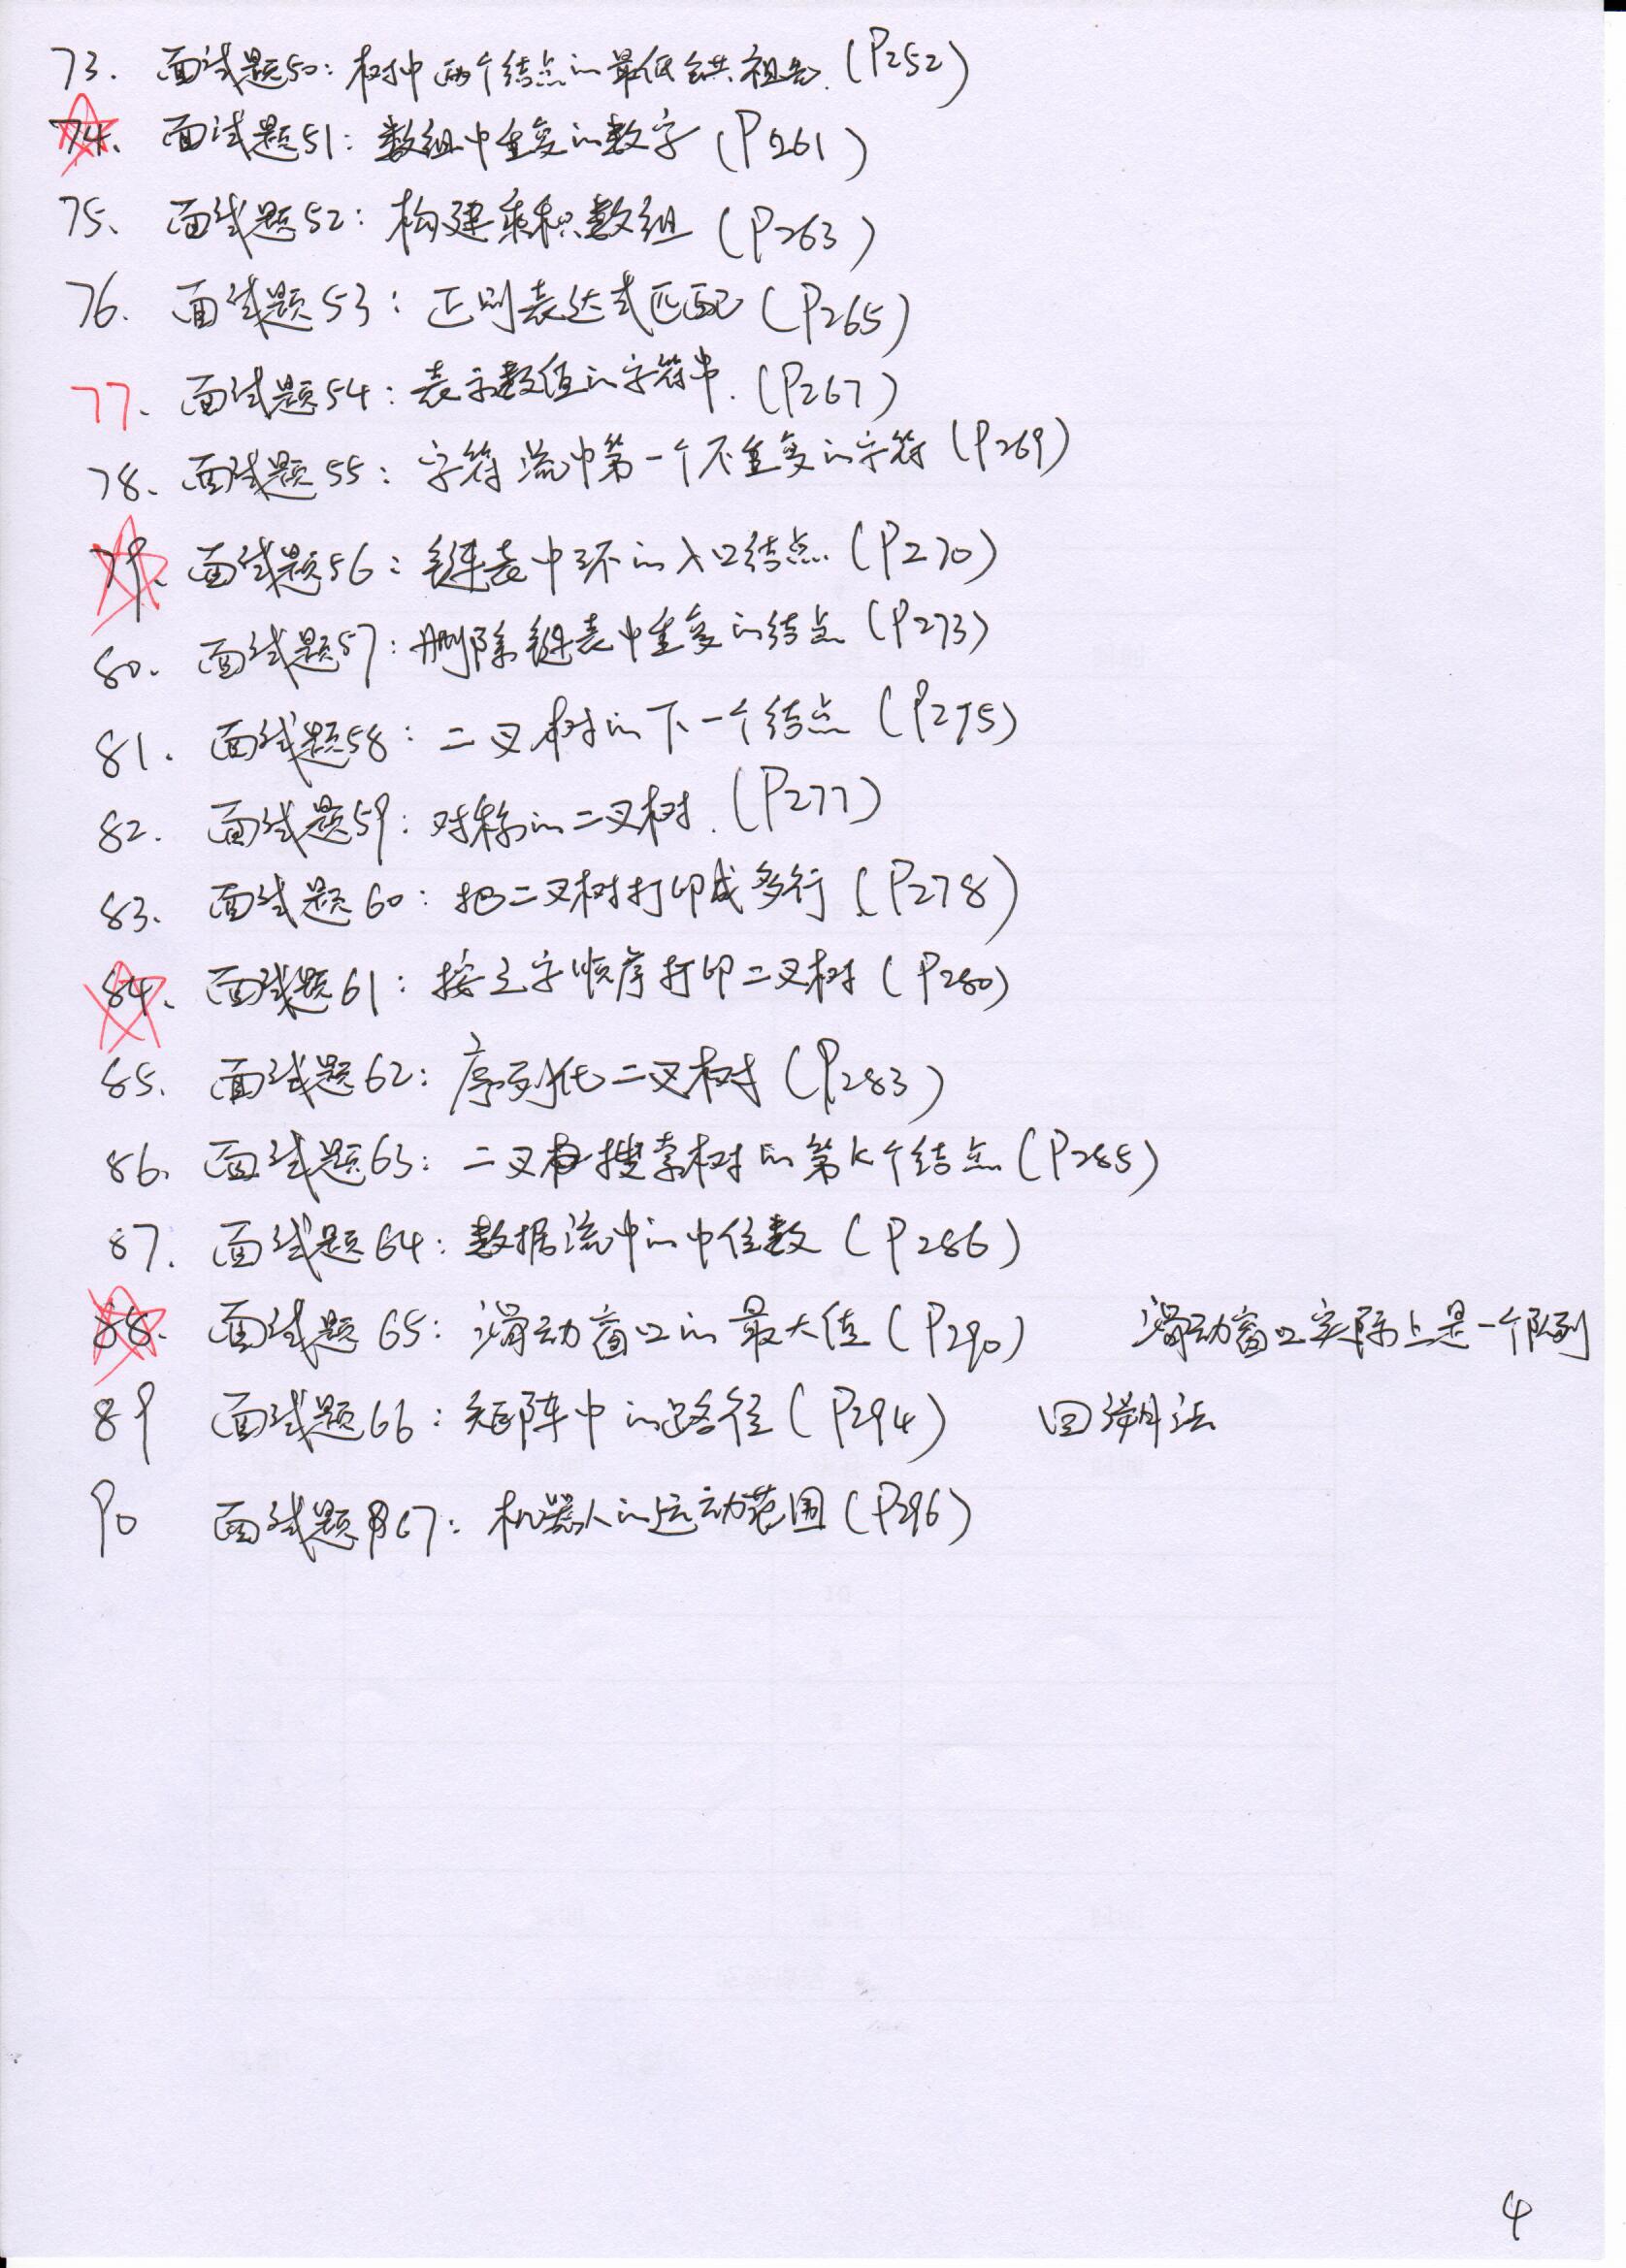 73. 面试题50: 树中两个结点的最低公共祖先. (P252)
74. 面试题51: 数组中重复的数字 (P261)
75. 面试题52: 构建乘积数组 (P263)
76. 面试题53: 正则表达式匹配 (P265)
77. 面试题54: 表示数值的字符串. (P267)
78. 面试题55: 字符流中第一个不重复的字符 (P269)
79. 面试题56: 链表中环的入口结点 (P270)
80. 面试题57: 删除链表中重复的结点 (P273)
81. 面试题58: 二叉树的下一个结点 (P275)
82. 面试题59: 对称的二叉树. (P277)
83. 面试题60: 把二叉树打印成多行 (P278)
84. 面试题61: 按之字顺序打印二叉树 (P280)
85. 面试题62: 序列化二叉树 (P283)
86. 面试题63: 二叉搜索树的第k个结点 (P285)
87. 面试题64: 数据流中的中位数 (P286)
88. 面试题65: 滑动窗口的最大值 (P290) 滑动窗口实际上是一个队列
89 面试题66: 矩阵中的路径 (P294) 回溯法
90 面试题67: 机器人的运动范围 (P296)
4